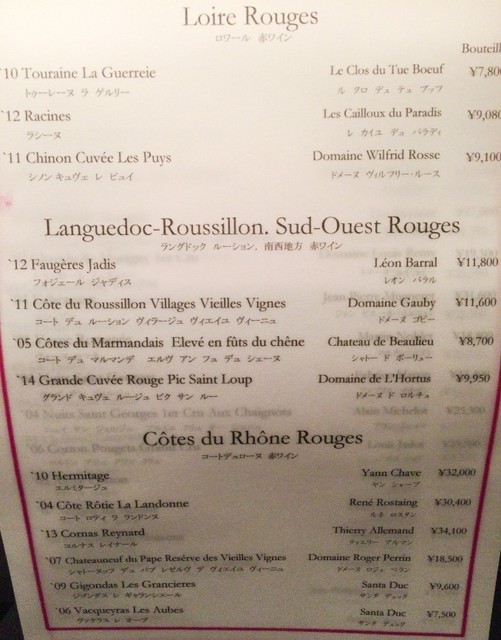 Loire Rouges
ロワール 赤ワイン
Bouteill
`10 Touraine La Guerreie Le Clos du Tue Boeuf ¥7,80
トゥーレーヌ ラ ゲルリー ル クロ デュ テュ ブッフ
`12 Racines Les Cailloux du Paradis ¥9,080
ラシーヌ レ カイユ デュ パラディ
`11 Chinon Cuvée Les Puys Domaine Wilfrid Rosse ¥9,100
シノン キュヴェ レ ピュイ ドメーヌ ヴィルフリー・ルース
Languedoc-Roussillon. Sud-Ouest Rouges
ラングドック ルーション、南西地方 赤ワイン
`12 Faugères Jadis Léon Barral ¥11,800
フォジェール ジャディス レオン バラル
`11 Côte du Roussillon Villages Vieilles Vignes Domaine Gauby ¥11,600
コート デュ ルーション ヴィラージュ ヴィエイユ ヴィーニュ ドメーヌ ゴビー
`05 Côtes du Marmandais Elevé en fûts du chêne Chateau de Beaulieu ¥8,700
コート デュ マルマンデ エルヴ アン フュ デュ シェーヌ シャトー ド ボーリュー
`14 Grande Cuvée Rouge Pic Saint Loup Domaine de L'Hortus ¥9,950
グランド キュヴェ ルージュ ピク サン ルー ドメーヌ ド ロルチュ
`04 Nuits Saint Georges 1er Cru Aux Chaignots Alain Michelot
Côtes du Rhône Rouges
コートデュローヌ 赤ワイン
`10 Hermitage Yann Chave ¥32,000
エルミタージュ ヤン シャーブ
`04 Côte Rôtie La Landonne René Rostaing ¥30,400
コート ロティ ラ ランドンヌ ルネ ロスタン
`13 Cornas Reynard Thierry Allemand ¥34,100
コルナス レイナール ティエリー アルマン
`07 Chateauneuf du Pape Resérve des Vieilles Vignes Domaine Roger Perrin ¥18,500
シャトーヌッフ デュ パプ レゼルヴ デ ヴィエイユ ヴィーニュ ドメーヌ ロジェ ペラン
`09 Gigondas Les Grancieres Santa Duc ¥9,600
ジゴンダス レ ギャランシエール サンタ デュック
`06 Vacqueyras Les Aubes Santa Duc ¥7,500
ヴァケラス レ オーブ サンタ デュック